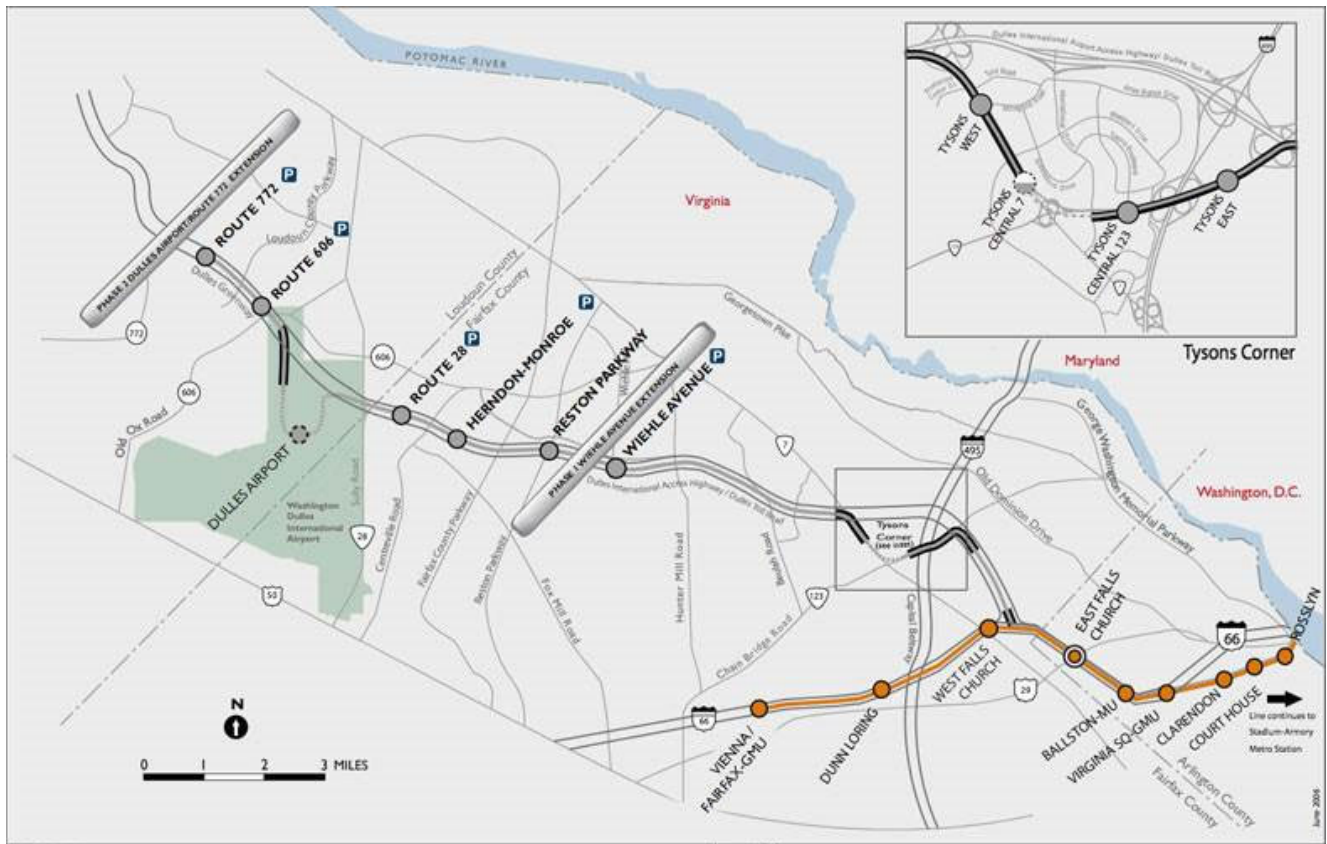 POTOMAC RIVER
Virginia
Maryland
Washington, D.C.
PHASE 2 DULLES AIRPORT/ROUTE 772 EXTENSION
ROUTE 772
P
ROUTE 606
P
Loudoun County Parkway
Dulles Greenway
772
606
606
Old
Ox Road
Loudoun County
Fairfax County
ROUTE 28
P
HERNDON-MONROE
P
RESTON PARKWAY
PHASE 1 WIEHLE AVENUE EXTENSION
WIEHLE AVENUE
P
DULLES AIRPORT
Washington
Dulles
International
Airport
Sully Road
28
50
Centreville Road
Fairfax County Parkway
Reston Parkway
Fox Mill Road
Hunter Mill Road
Beulah Road
Chain Bridge Road
123
7
Dulles International Access Highway / Dulles Toll Road
Georgetown Pike
Old Dominion Drive
George Washington Memorial Parkway
495
Capital Beltway
Tysons
Corner
(see inset)
66
VIENNA /
FAIRFAX-GMU
DUNN LORING
WEST FALLS
CHURCH
EAST FALLS
CHURCH
29
66
BALLSTON-MU
VIRGINIA SQ-GMU
CLARENDON
COURT HOUSE
ROSSLYN
Line continues to
Stadium-Armory
Metro Station
Arlington County
Fairfax County
N
0 1 2 3 MILES
June 2006
495
TYSONS
WEST
TYSONS
CENTRAL 7
TYSONS
CENTRAL 123
TYSONS
EAST
Tysons Corner